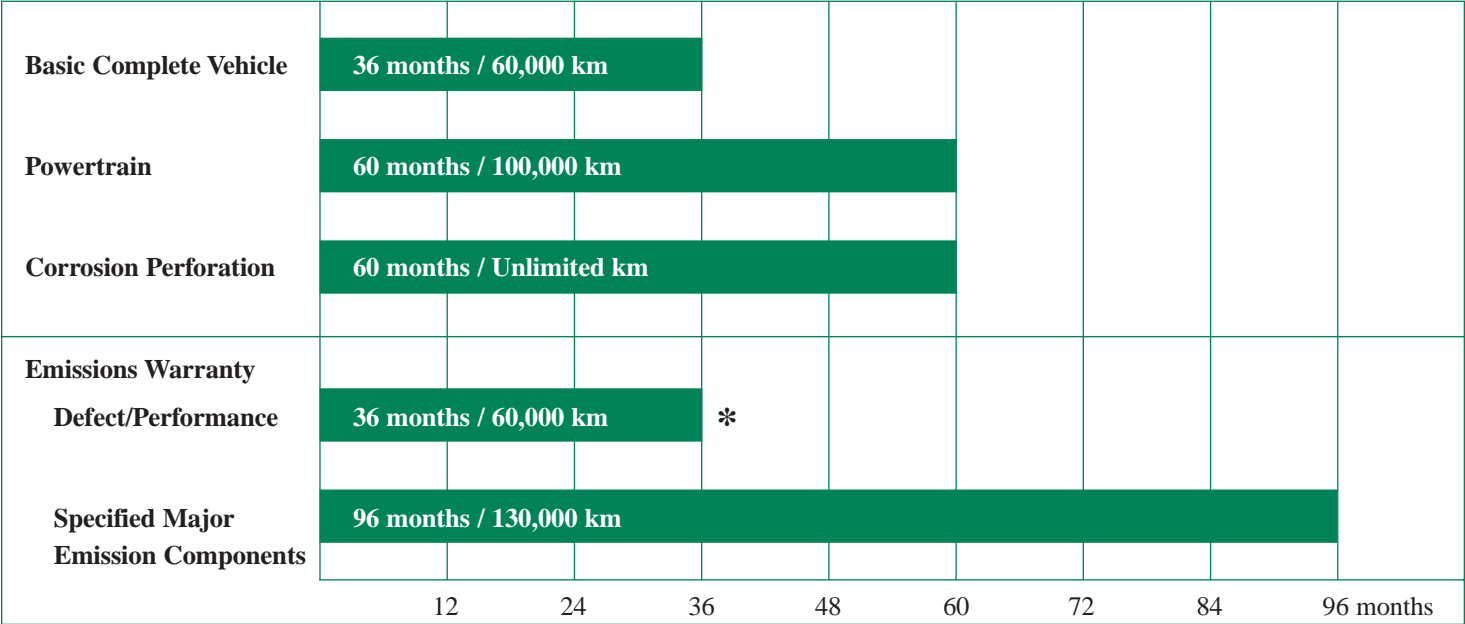 Basic Complete Vehicle
36 months / 60,000 km
Powertrain
60 months / 100,000 km
Corrosion Perforation
60 months / Unlimited km
Emissions Warranty
Defect/Performance
36 months / 60,000 km *
Specified Major
Emission Components
96 months / 130,000 km
12 24 36 48 60 72 84 96 months